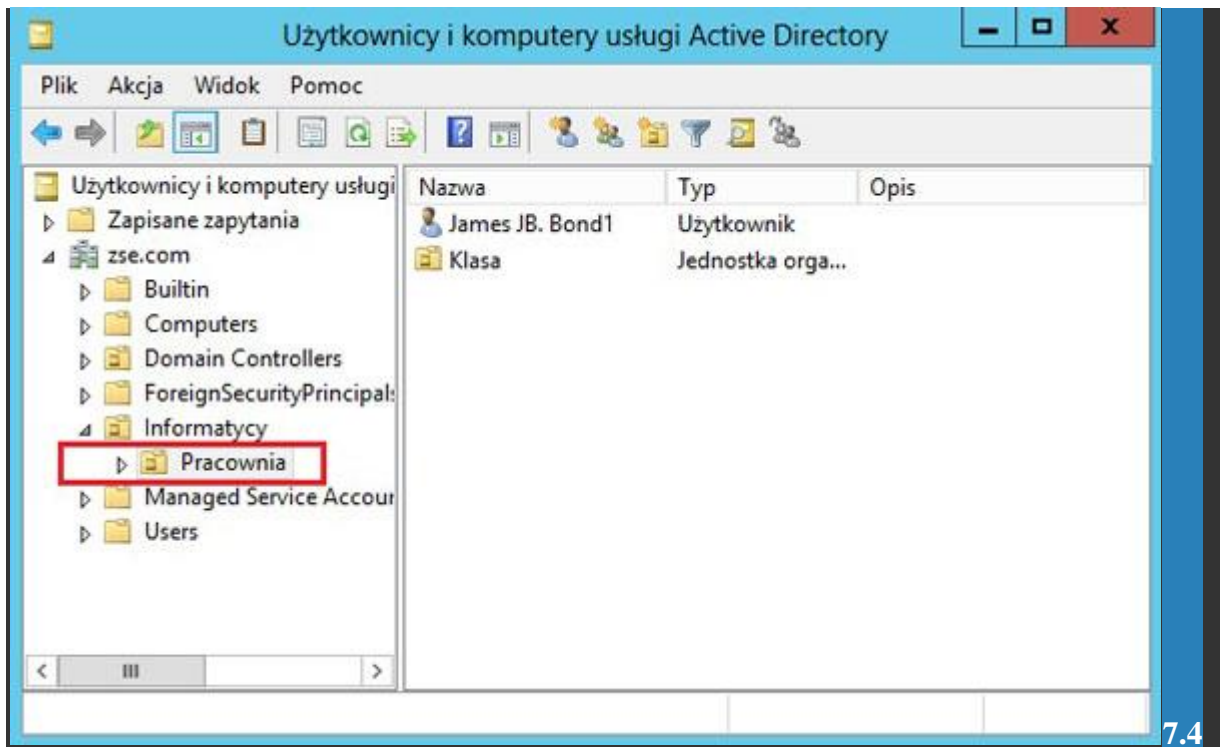 Użytkownicy i komputery usługi Active Directory
Plik Akcja Widok Pomoc
Użytkownicy i komputery usługi
Zapisane zapytania
zse.com
Builtin
Computers
Domain Controllers
ForeignSecurityPrincipals
Informatycy
Pracownia
Managed Service Accour
Users
Nazwa Typ Opis
James JB. Bond1 Użytkownik
Klasa Jednostka orga...
7.4